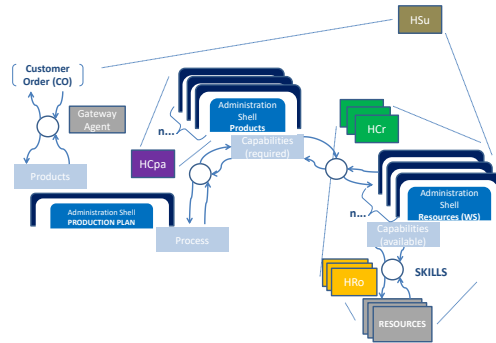 HSu
Customer
Order (CO)
Gateway
Agent
n...
Administration
Shell
Products
HCr
HCpa
Capabilities
(required)
Products
Administration
Shell
Resources (WS)
n...
Administration Shell
PRODUCTION PLAN
Process
Capabilities
(available)
HRo
SKILLS
RESOURCES